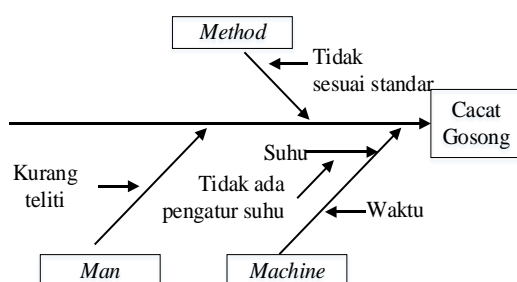 Method
Tidak
sesuai standar
Cacat
Gosong
Suhu
Kurang
teliti
Tidak ada
pengatur suhu
Waktu
Man
Machine